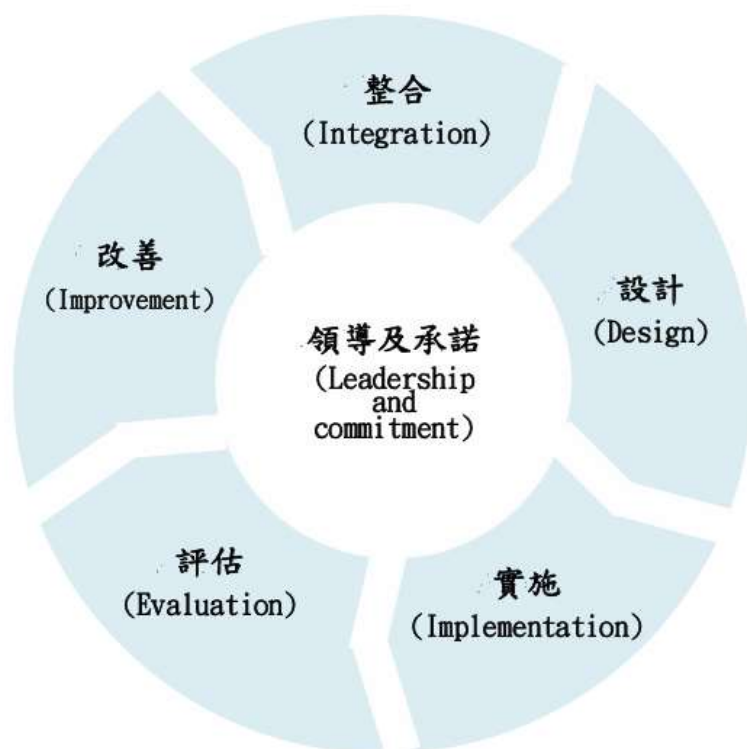 整合
(Integration)
設計
(Design)
實施
(Implementation)
評估
(Evaluation)
改善
(Improvement)
領導及承諾
(Leadership
and
commitment)